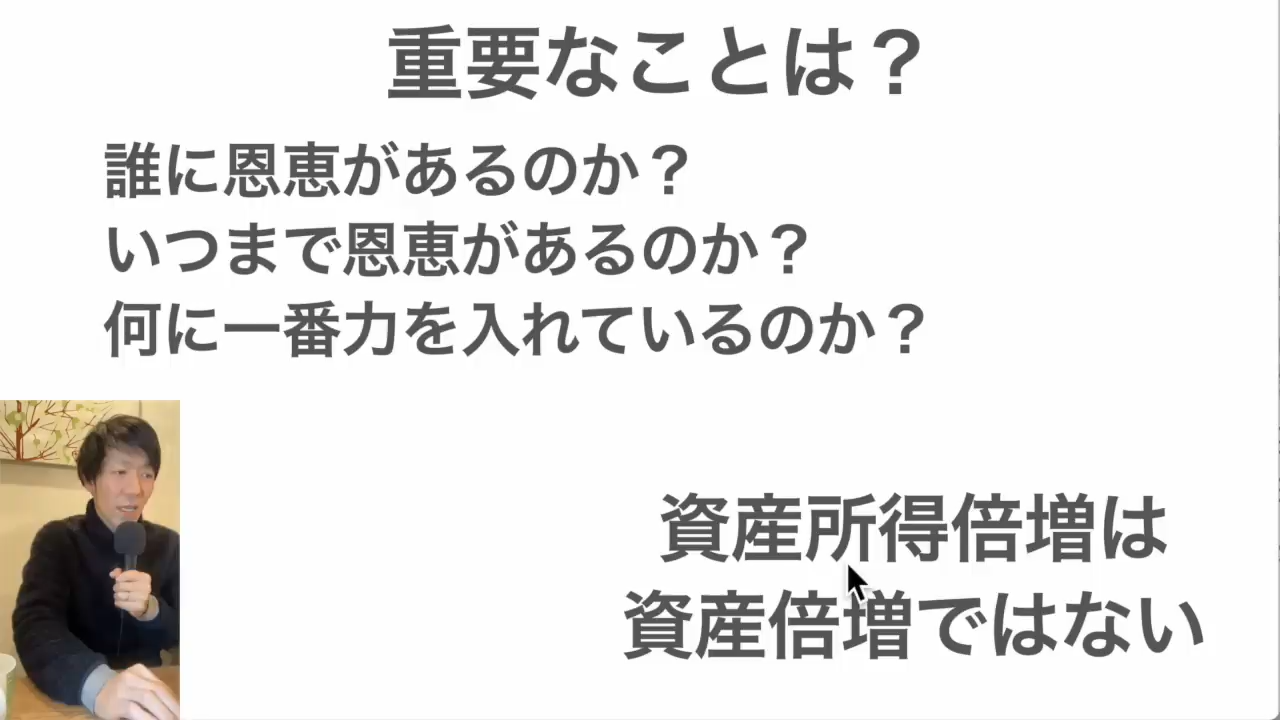 重要なことは？
誰に恩恵があるのか？
いつまで恩恵があるのか？
何に一番力を入れているのか？
資産所得倍増は
資産倍増ではない